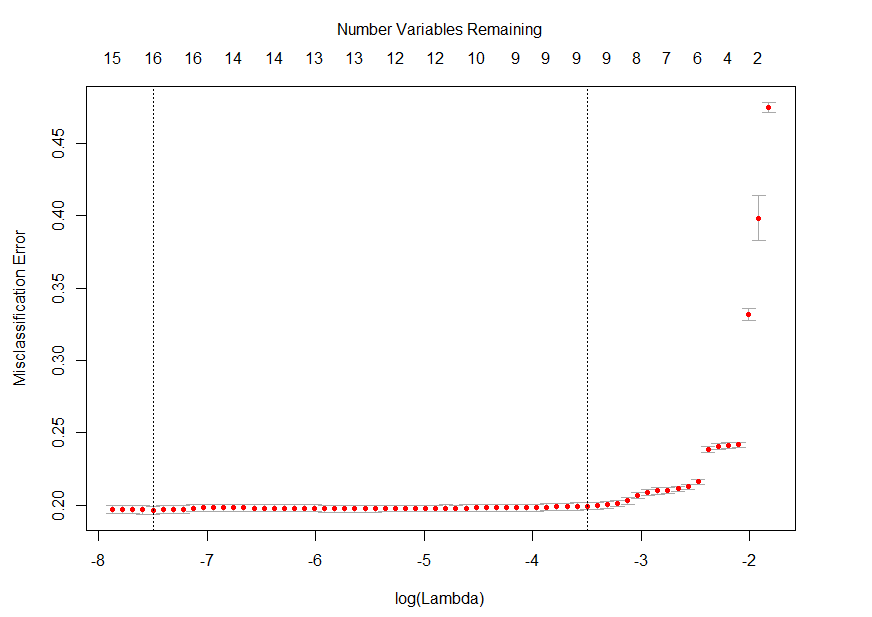 Number Variables Remaining
15 16 16 14 14 13 13 12 12 10 9 9 9 9 8 7 6 4 2
Misclassification Error
0.45
0.40
0.35
0.30
0.25
0.20
-8 -7 -6 -5 -4 -3 -2
log(Lambda)